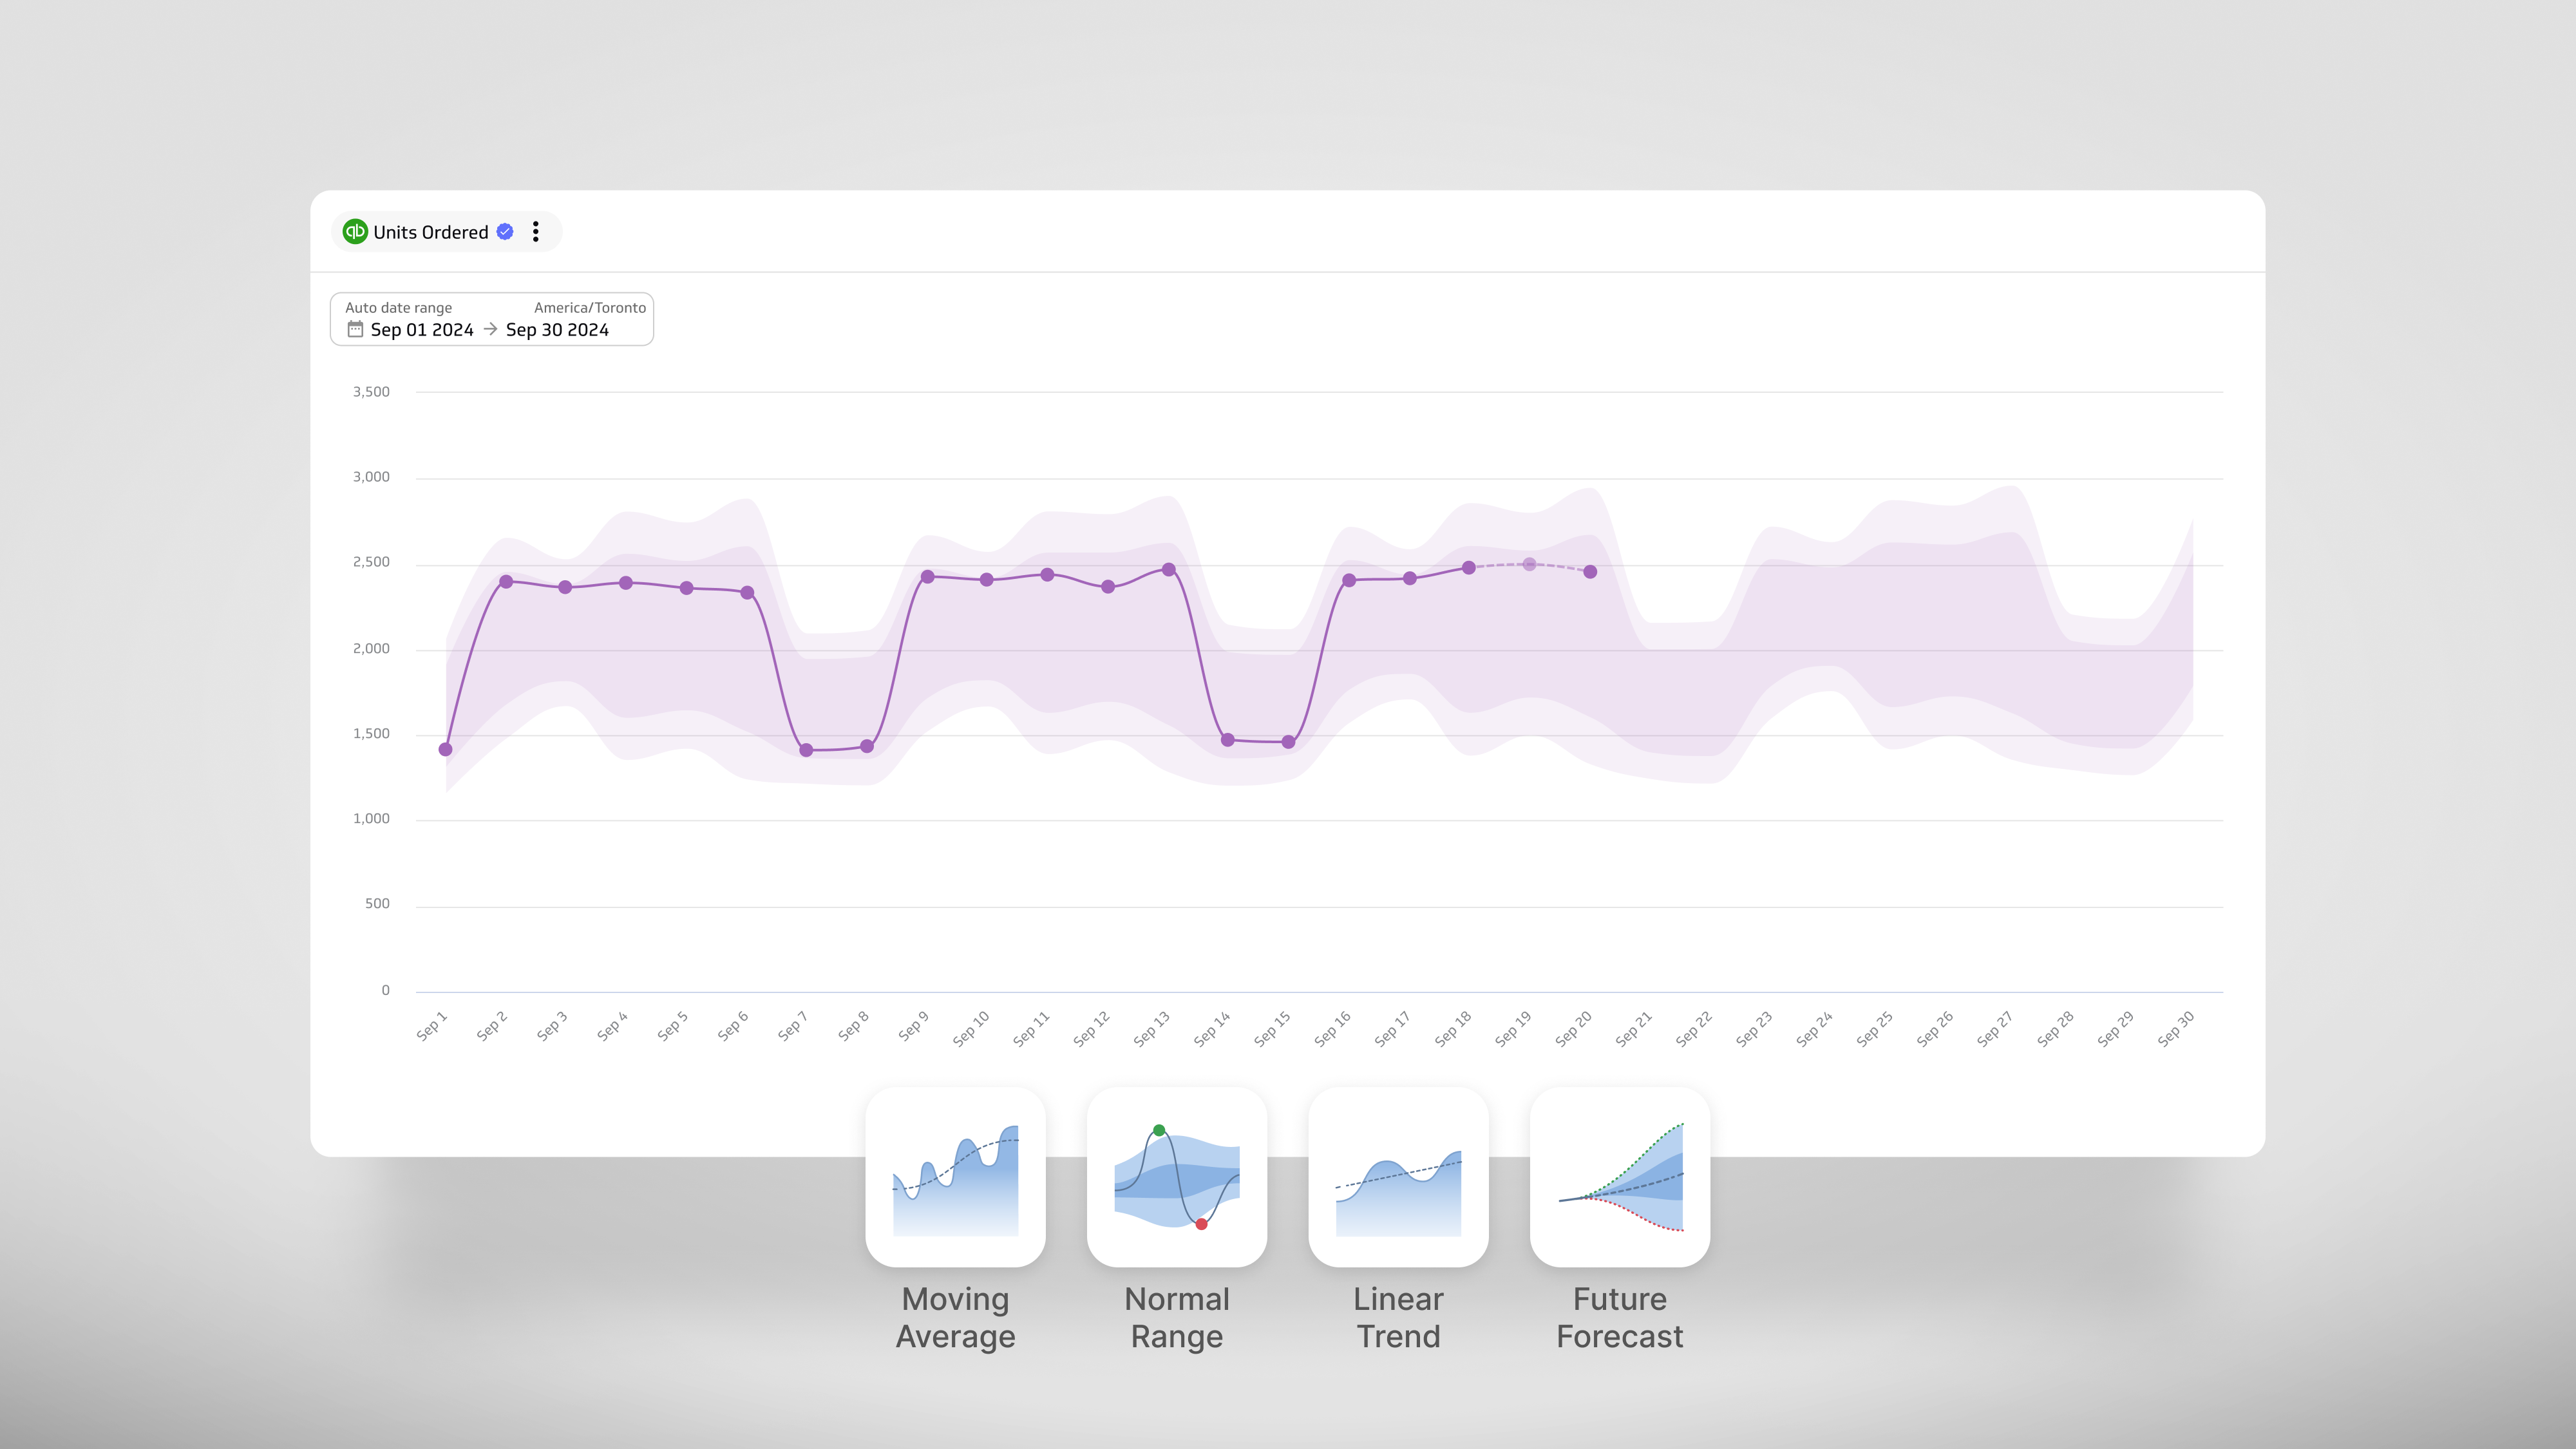 qb Units Ordered
Auto date range America/Toronto
Sep 01 2024 → Sep 30 2024
3,500
3,000
2,500
2,000
1,500
1,000
500
0
Sep 1 Sep 2 Sep 3 Sep 4 Sep 5 Sep 6 Sep 7 Sep 8 Sep 9 Sep 10 Sep 11 Sep 12 Sep 13 Sep 14 Sep 15 Sep 16 Sep 17 Sep 18 Sep 19 Sep 20 Sep 21 Sep 22 Sep 23 Sep 24 Sep 25 Sep 26 Sep 27 Sep 28 Sep 29 Sep 30
Moving
Average
Normal
Range
Linear
Trend
Future
Forecast